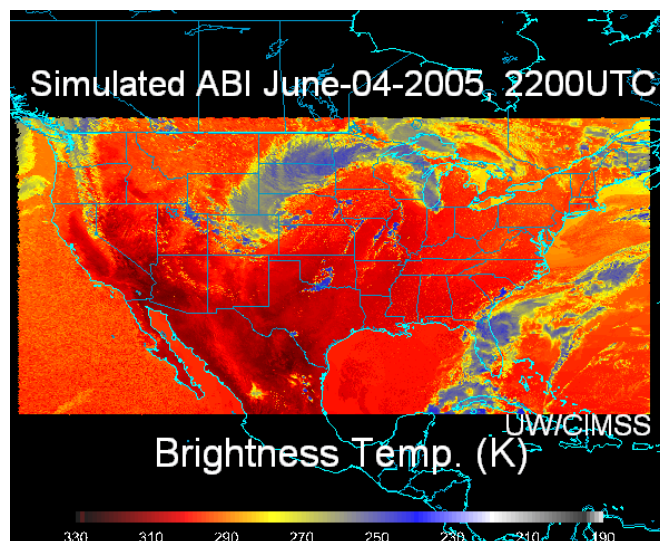 Simulated ABI June-04-2005, 2200UTC
UW/CIMSS
Brightness Temp. (K)
330 310 290 270 250 230 210 190